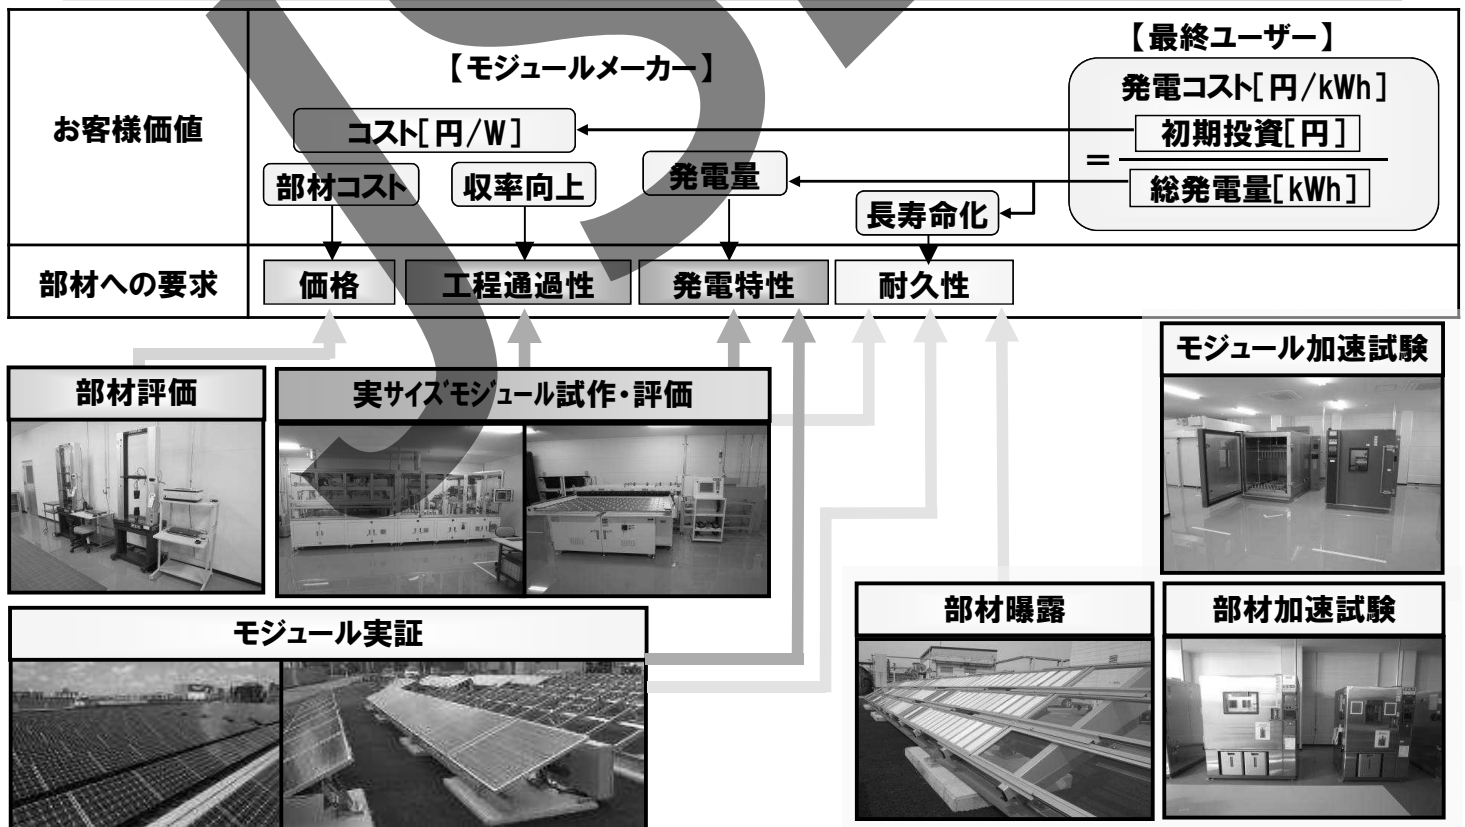 【最終ユーザー】
【モジュールメーカー】
発電コスト[円/kWh]
お客様価値
コスト[円/W]
初期投資[円]
=
部材コスト
収率向上
発電量
総発電量[kWh]
長寿命化
部材への要求
価格
工程通過性
発電特性
耐久性
モジュール加速試験
部材評価
実サイズモジュール試作・評価
モジュール実証
部材曝露
部材加速試験